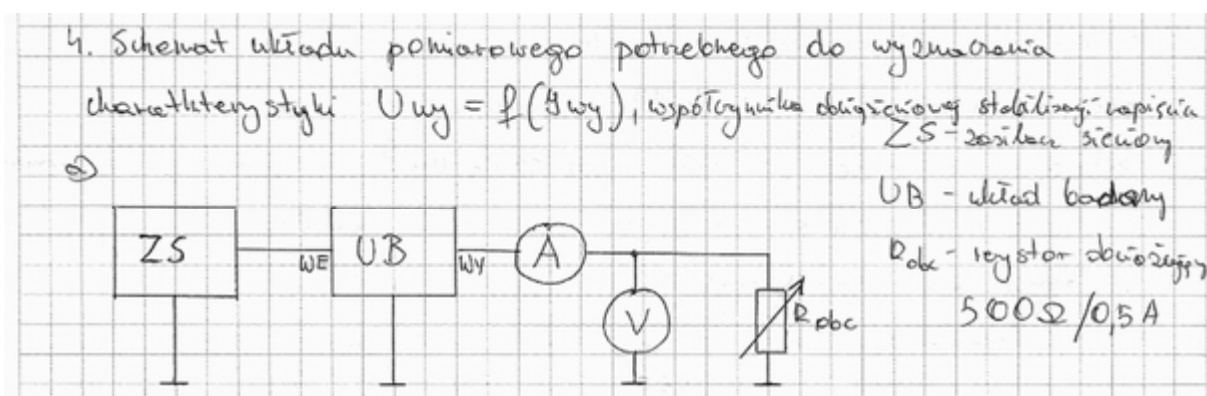 4. Schemat układu pomiarowego potrzebnego do wyznaczenia
charakterystyki Uwy = f(Iwy), współczynnika obciążeniowej stabilizacji napięcia
ZS - zasilacz sieciowy
a)
UB - układ badany
ZS WE UB WY A
Robc - rezystor obciążający
V Robc
500Ω/0,5A